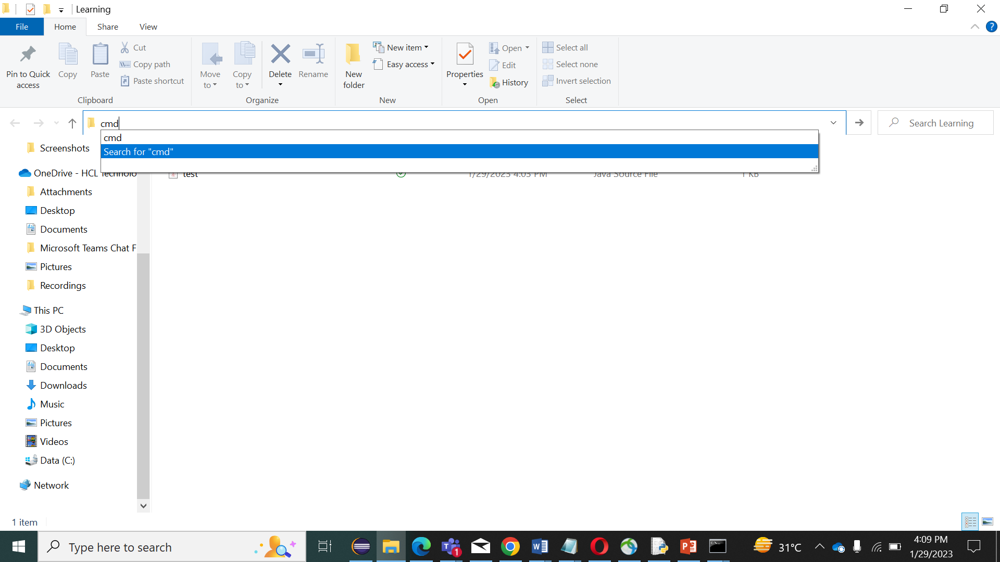 Learning
File
Home
Share
View
Pin to Quick
access
Copy
Paste
Cut
Copy path
Paste shortcut
Clipboard
Move
to
Copy
to
Delete
Rename
Organize
New
folder
New item
Easy access
New
Properties
Open
Edit
History
Open
Select all
Select none
Invert selection
Select
cmd
Search Learning
cmd
Search for "cmd"
test
1/29/2023 4:03 PM
Java Source File
1 KB
Screenshots
OneDrive - HCL Technolo
Attachments
Desktop
Documents
Microsoft Teams Chat F
Pictures
Recordings
This PC
3D Objects
Desktop
Documents
Downloads
Music
Pictures
Videos
Data (C:)
Network
1 item
Type here to search
1
31°C
4:09 PM
1/29/2023